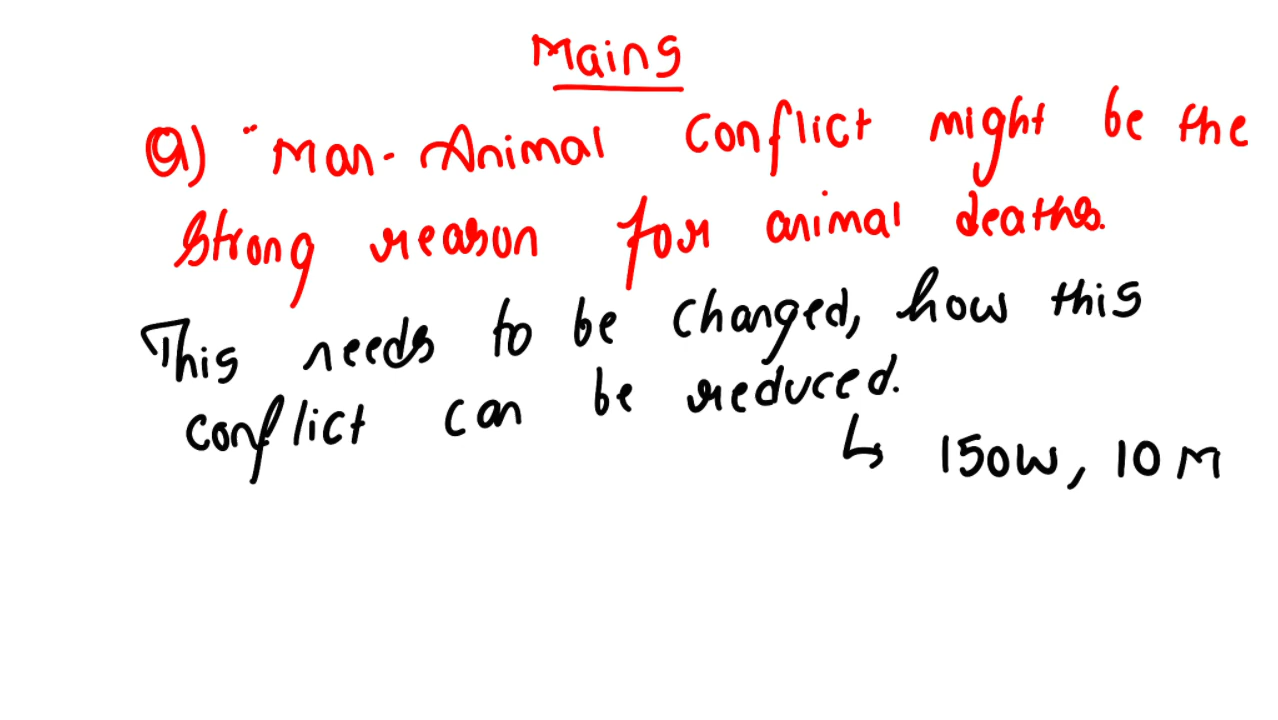 Mains
Q) "Man-Animal conflict might be the
strong reason for animal deaths.
This needs to be changed, how this
conflict can be reduced.
↳ 150w, 10 M